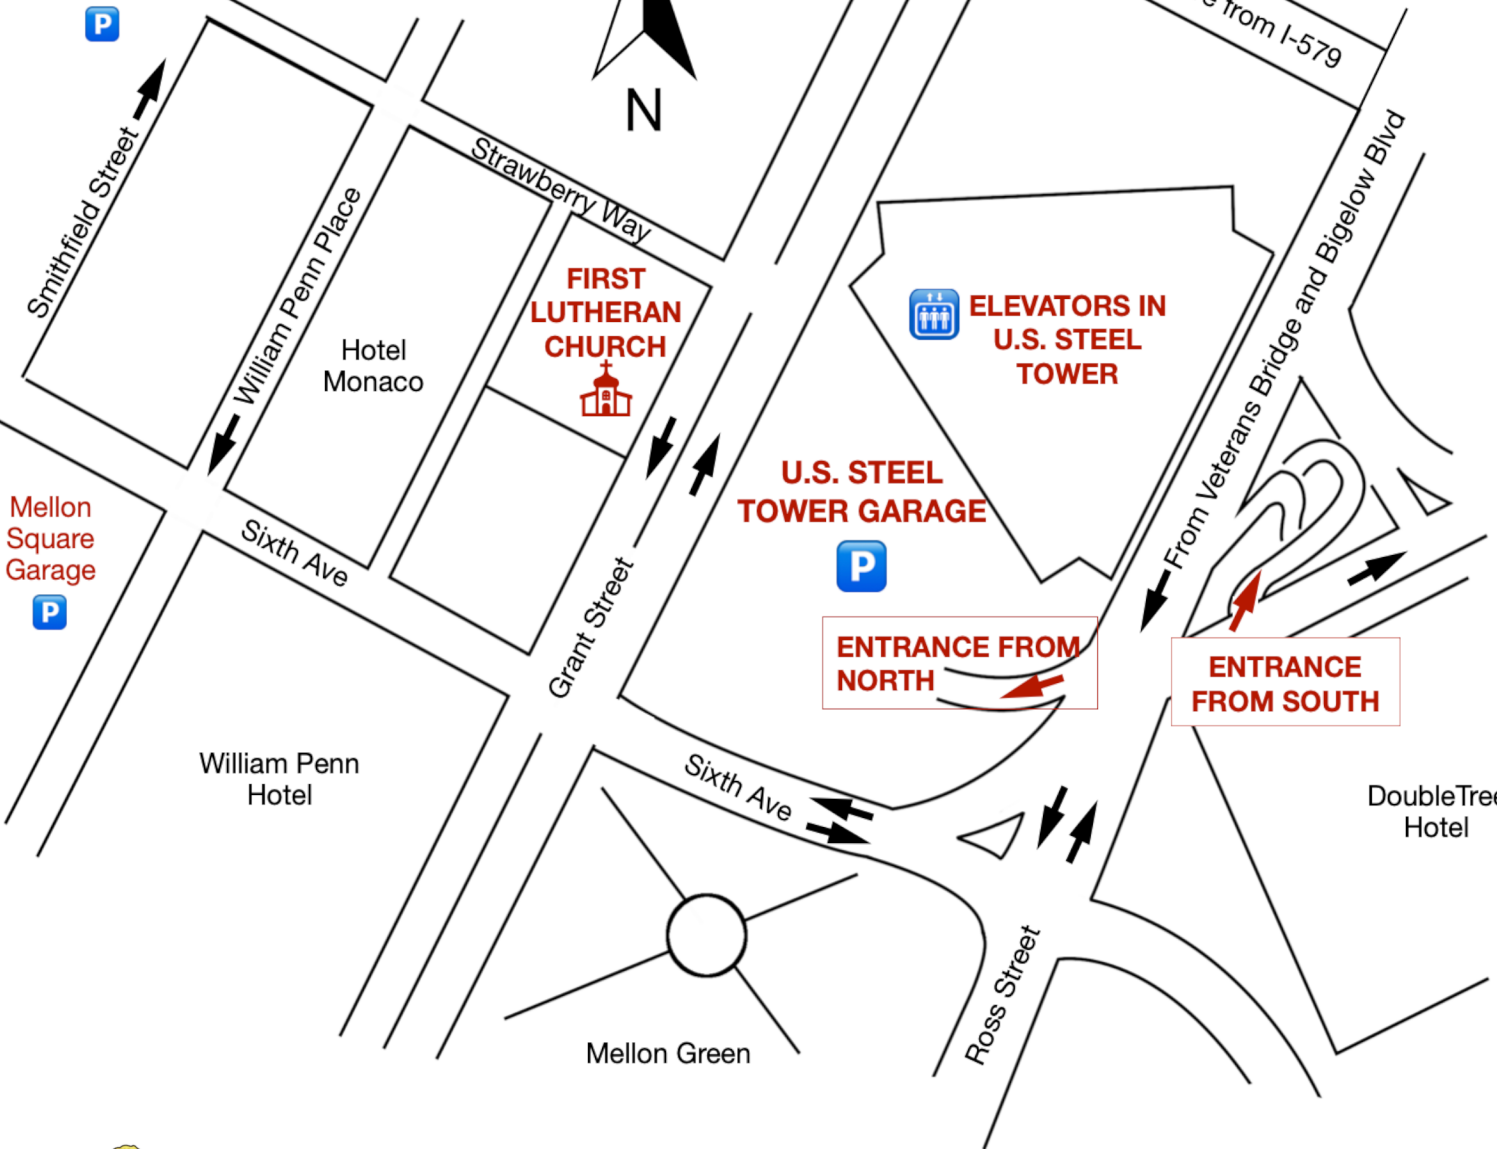 P
e from I-579
N
Strawberry Way
Smithfield Street
William Penn Place
From Veterans Bridge and Bigelow Blvd
FIRST
LUTHERAN
CHURCH
ELEVATORS IN
U.S. STEEL
TOWER
Hotel
Monaco
U.S. STEEL
TOWER GARAGE
P
Mellon
Square
Garage
P
Sixth Ave
Grant Street
ENTRANCE FROM
NORTH
ENTRANCE
FROM SOUTH
William Penn
Hotel
Sixth Ave
DoubleTree
Hotel
Ross Street
Mellon Green